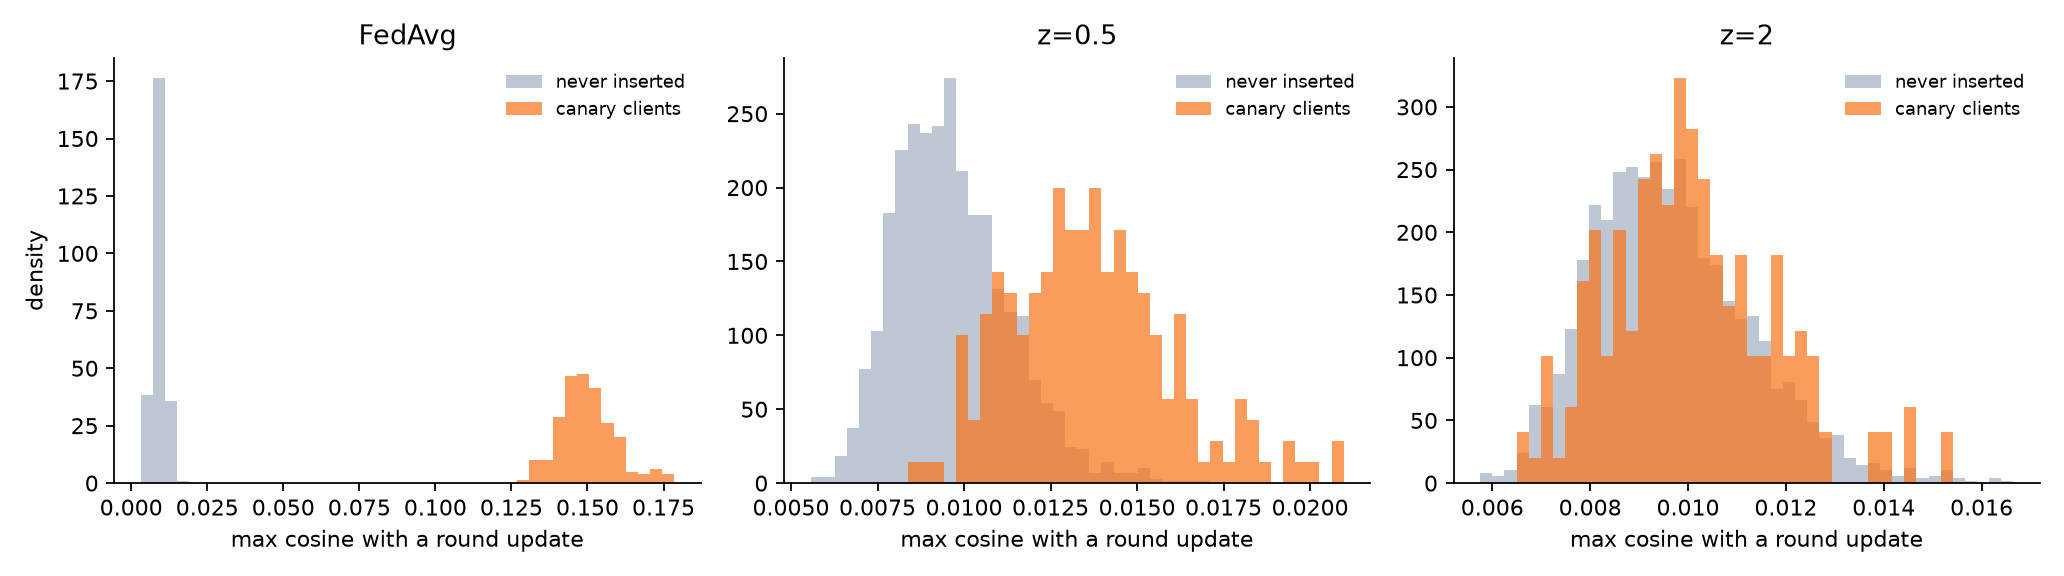 FedAvg
never inserted
canary clients
density
175
150
125
100
75
50
25
0
0.000 0.025 0.050 0.075 0.100 0.125 0.150 0.175
max cosine with a round update
z=0.5
never inserted
canary clients
250
200
150
100
50
0
0.0050 0.0075 0.0100 0.0125 0.0150 0.0175 0.0200
max cosine with a round update
z=2
never inserted
canary clients
300
250
200
150
100
50
0
0.006 0.008 0.010 0.012 0.014 0.016
max cosine with a round update